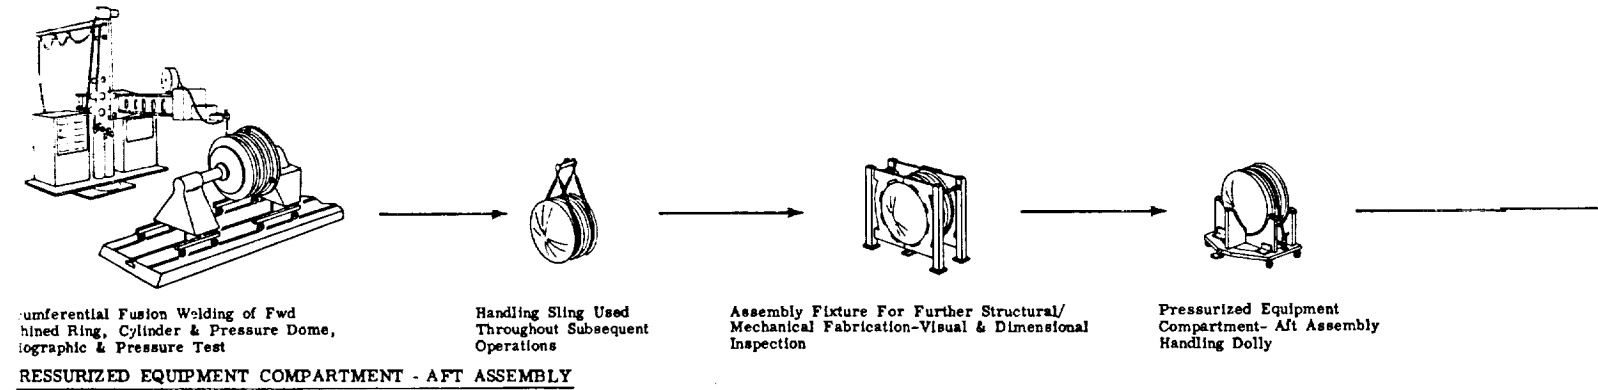 umferential Fusion Welding of Fwd
hined Ring, Cylinder & Pressure Dome,
iographic & Pressure Test
Handling Sling Used
Throughout Subsequent
Operations
Assembly Fixture For Further Structural/
Mechanical Fabrication-Visual & Dimensional
Inspection
Pressurized Equipment
Compartment- Aft Assembly
Handling Dolly
RESSURIZED EQUIPMENT COMPARTMENT - AFT ASSEMBLY